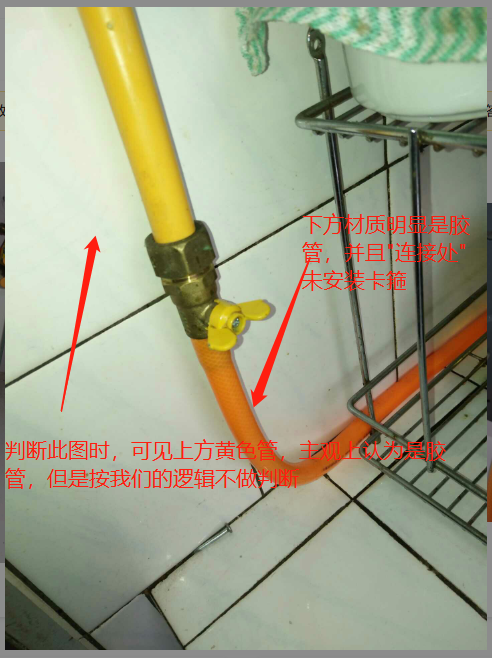 下方材质明显是胶
管，并且"连接处"
未安装卡箍
判断此图时，可见上方黄色管，主观上认为是胶
管，但是按我们的逻辑不做判断